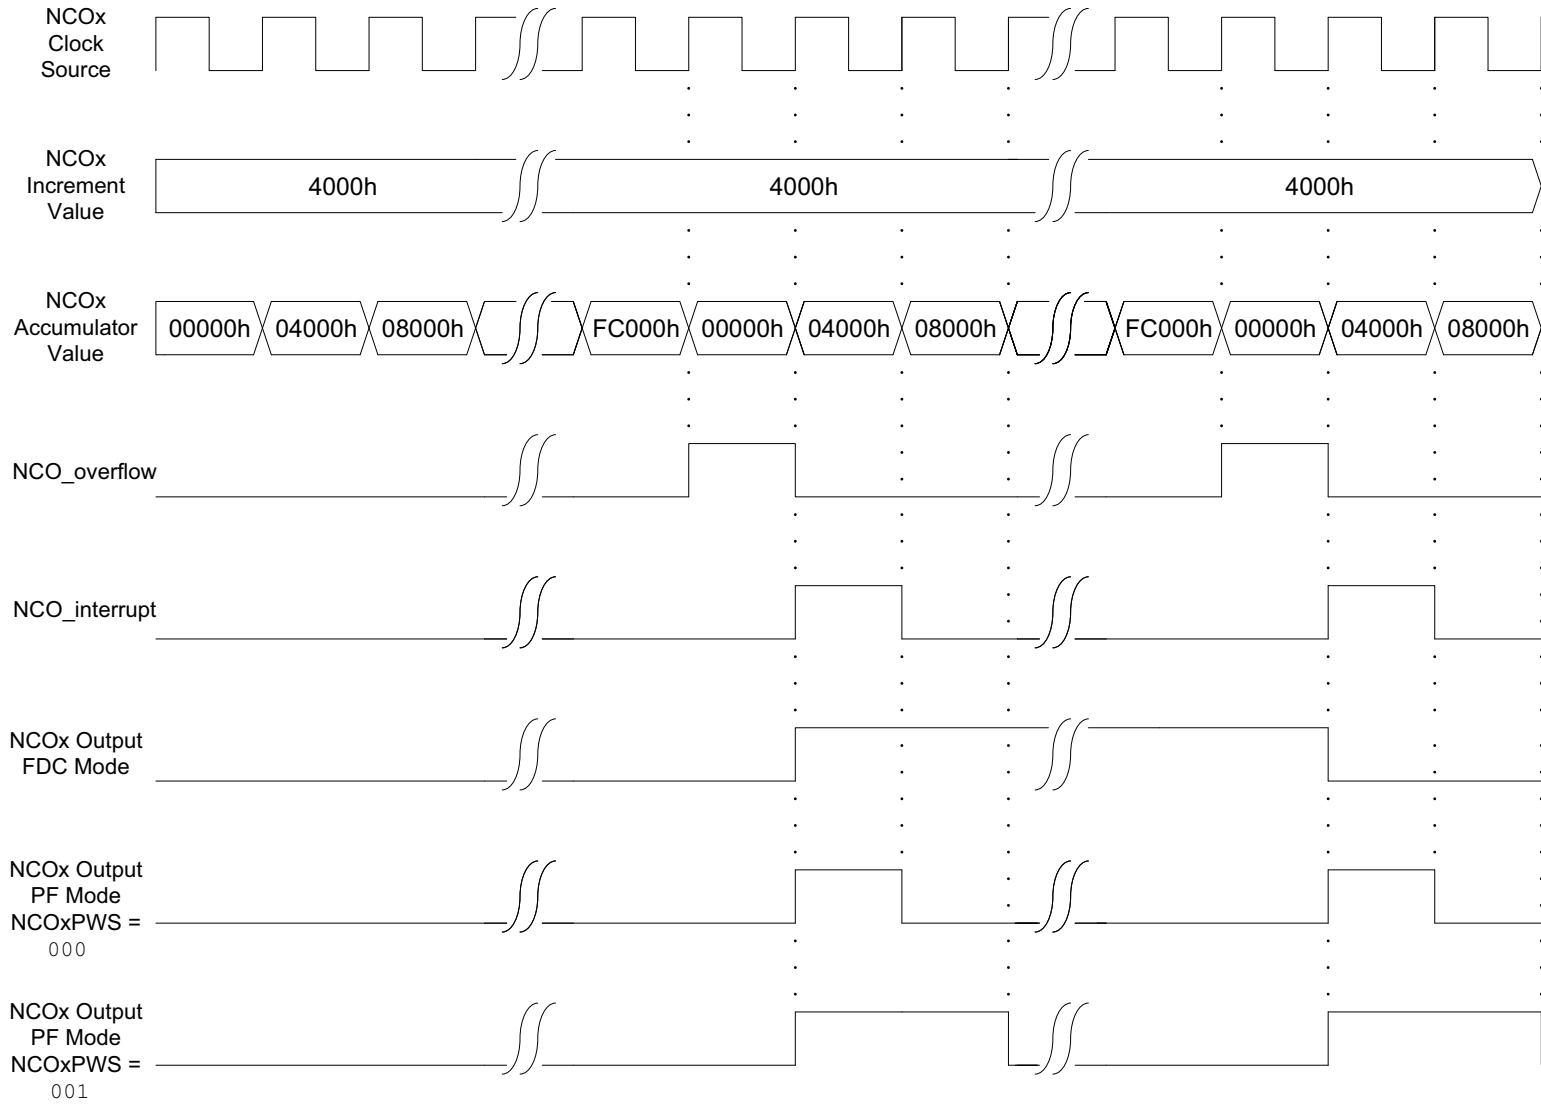 NCOx
Clock
Source
NCOx
Increment
Value
4000h 4000h 4000h
NCOx
Accumulator
Value
00000h 04000h 08000h FC000h 00000h 04000h 08000h FC000h 00000h 04000h 08000h
NCO_overflow
NCO_interrupt
NCOx Output
FDC Mode
NCOx Output
PF Mode
NCOxPWS =
000
NCOx Output
PF Mode
NCOxPWS =
001